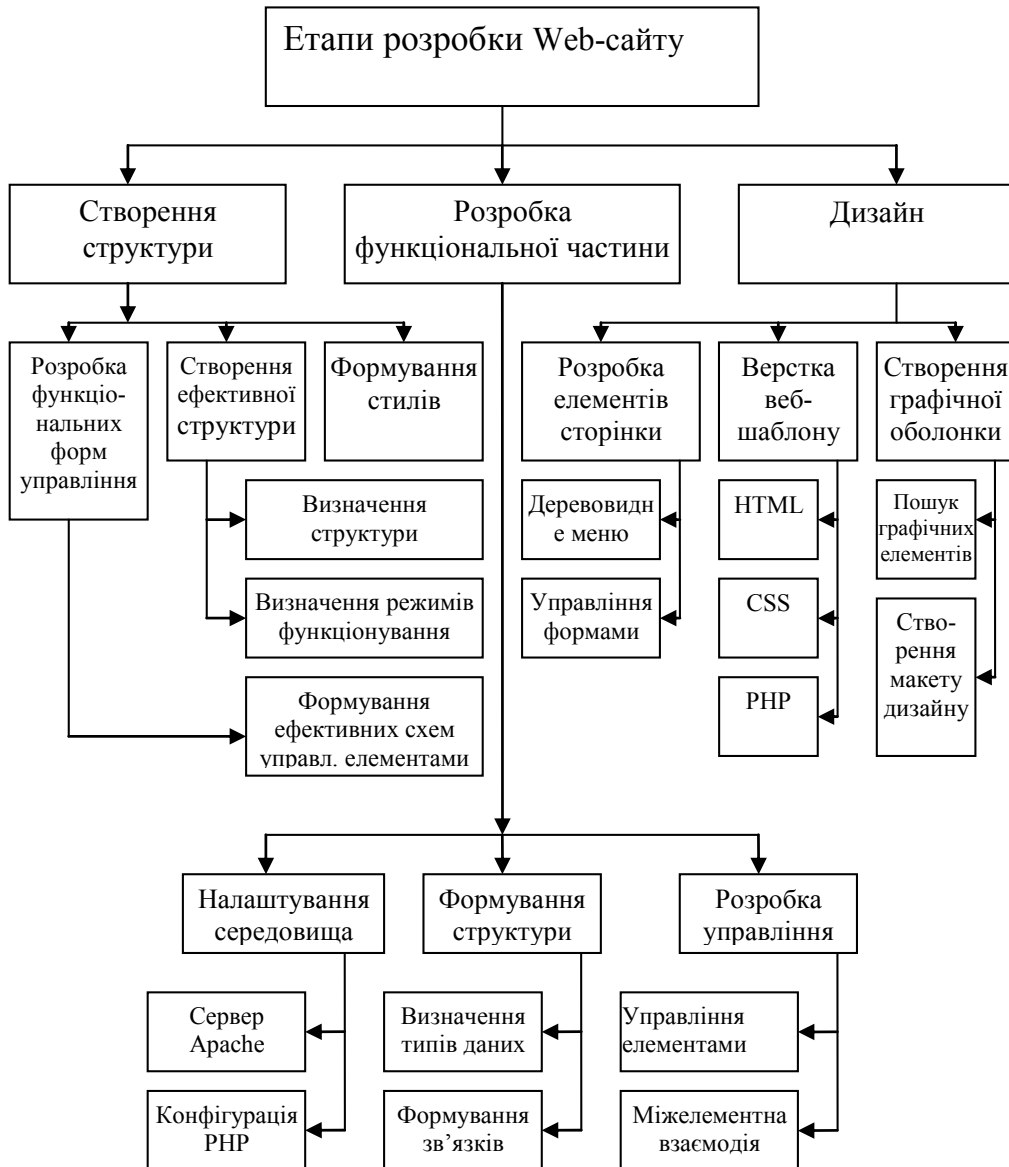 Етапи розробки Web-сайту
Створення
структури
Розробка
функціональної частини
Дизайн
Розробка
функціо-
нальних
форм
управління
Створення
ефективної
структури
Формування
стилів
Розробка
елементів
сторінки
Верстка
веб-
шаблону
Створення
графічної
оболонки
Визначення
структури
Визначення режимів
функціонування
Формування
ефективних схем
управл. елементами
Деревовидн
е меню
Управління
формами
HTML
CSS
PHP
Пошук
графічних
елементів
Ство-
рення
макету
дизайну
Налаштування
середовища
Формування
структури
Розробка
управління
Сервер
Apache
Конфігурація
PHP
Визначення
типів даних
Формування
зв’язків
Управління
елементами
Міжелементна
взаємодія